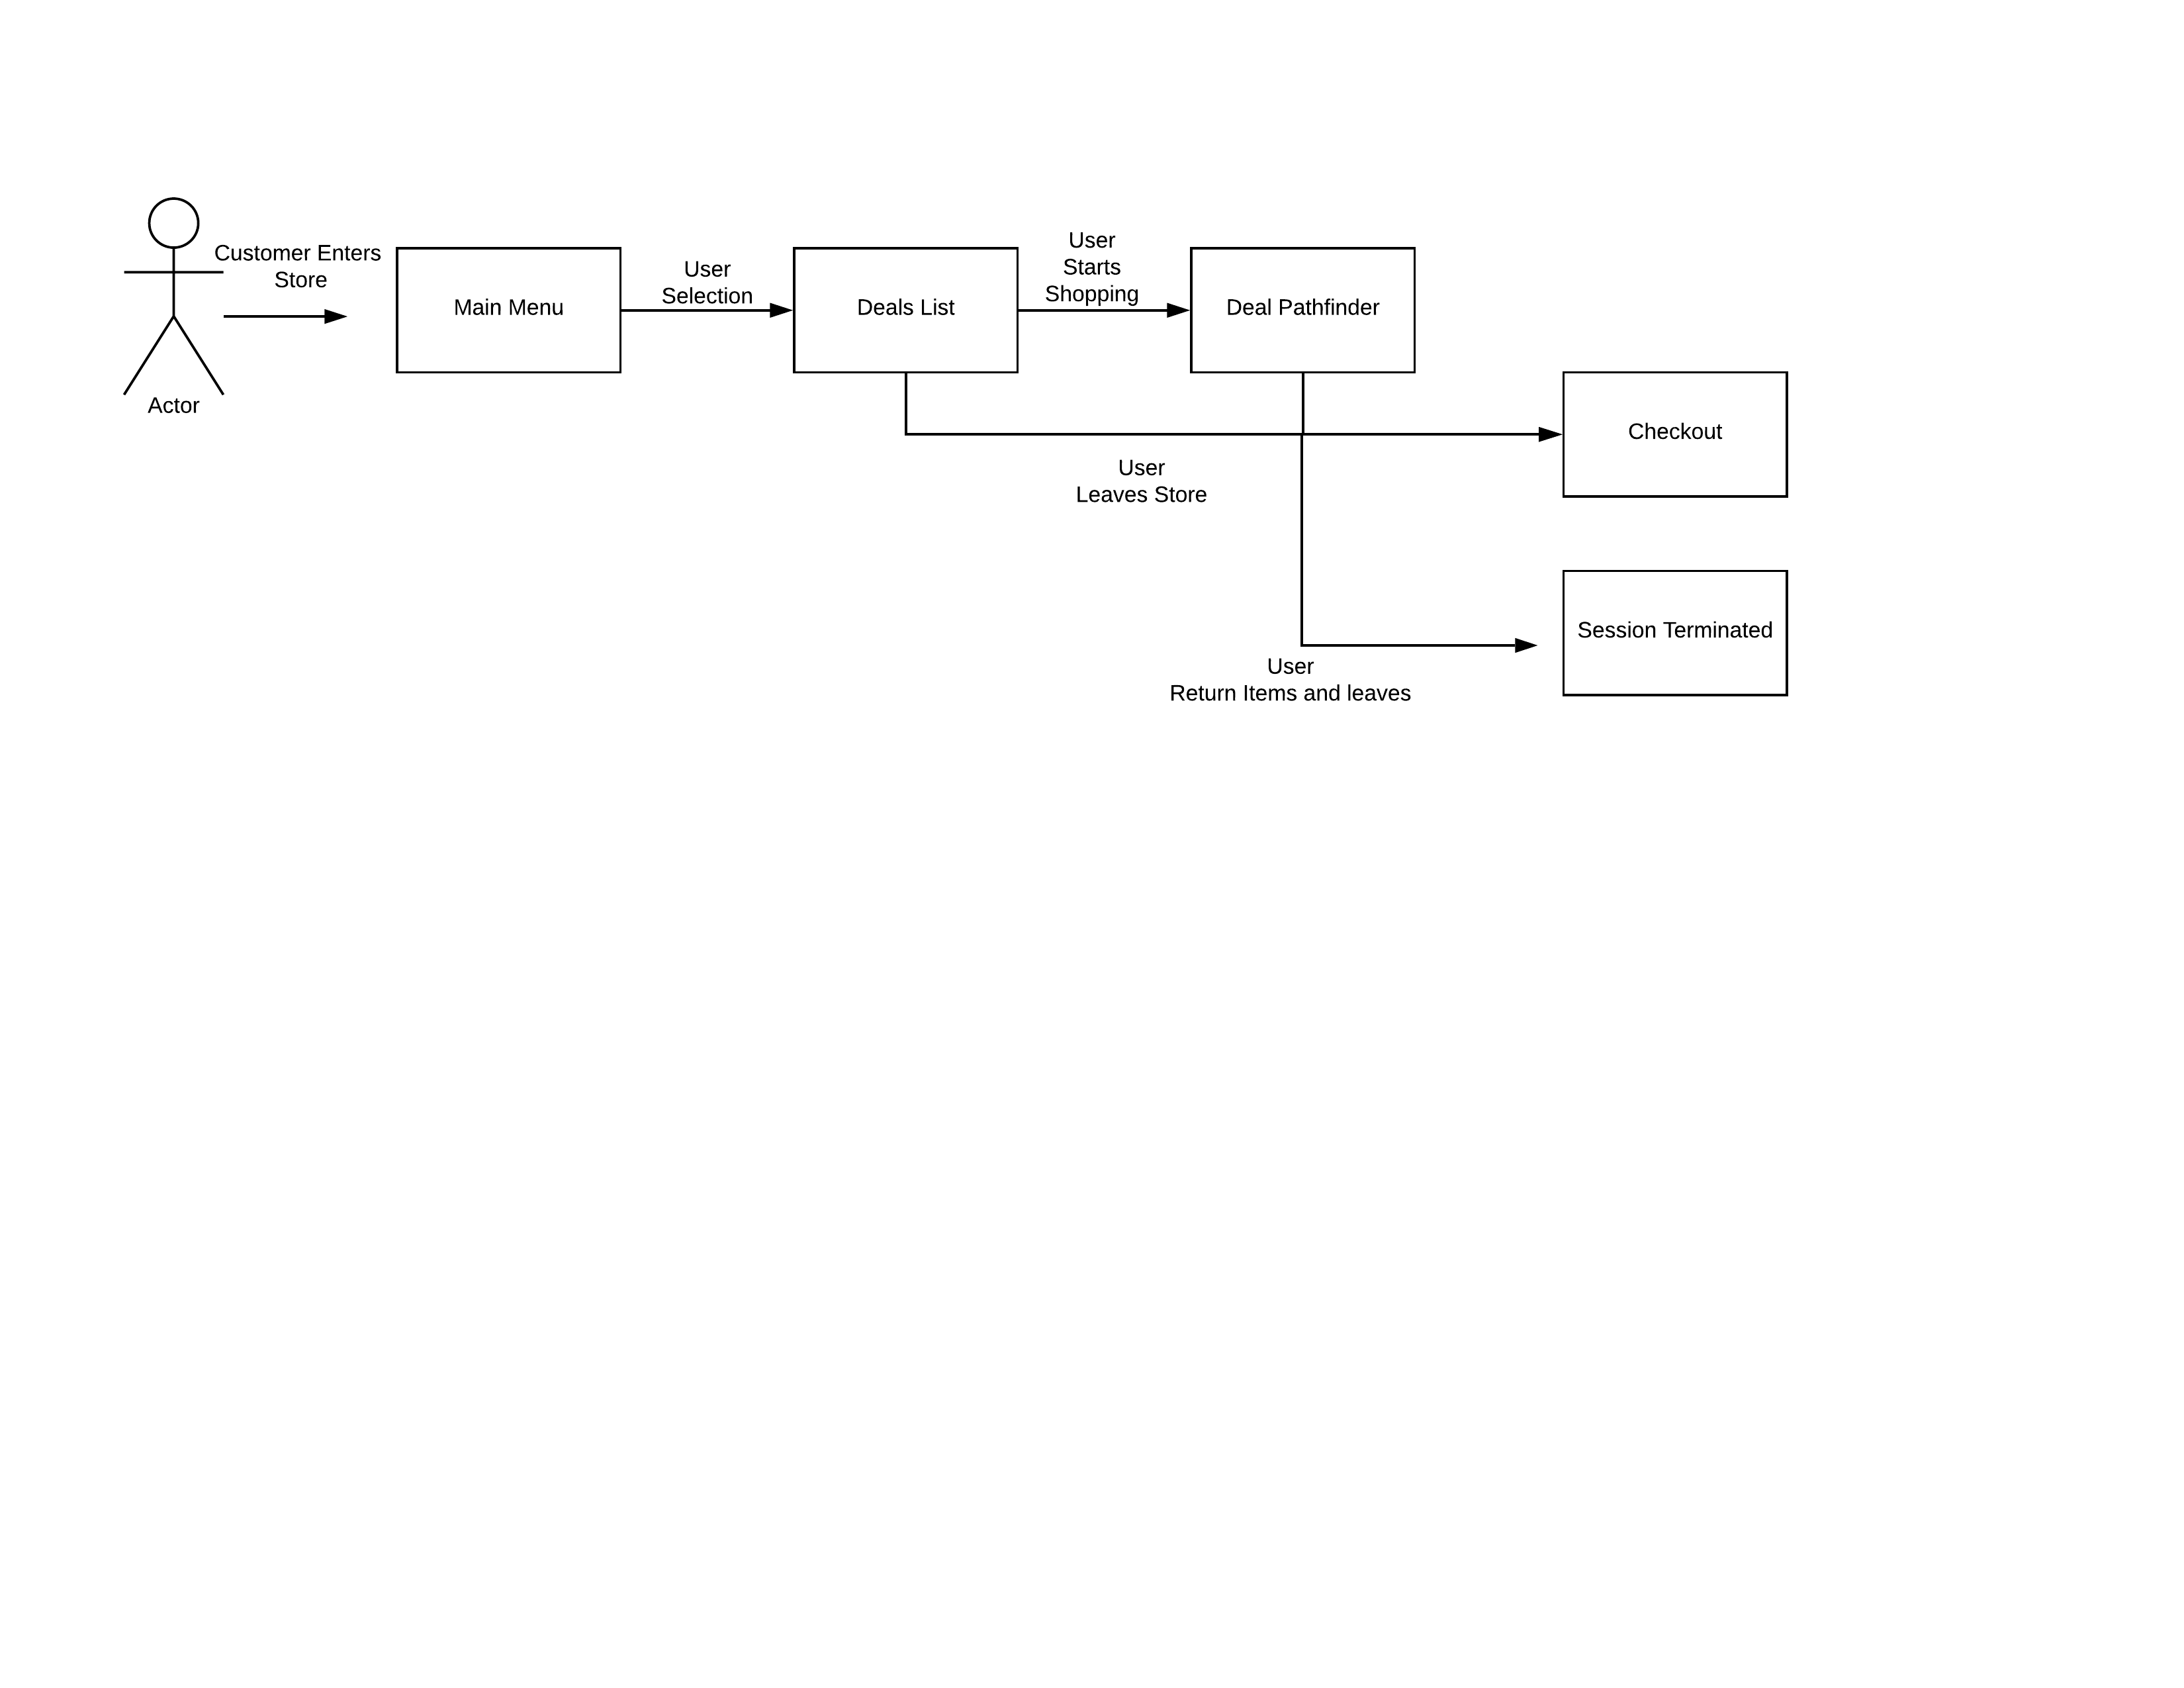 Customer Enters
Store
Actor
Main Menu
User
Selection
Deals List
User
Starts
Shopping
Deal Pathfinder
Checkout
User
Leaves Store
Session Terminated
User
Return Items and leaves